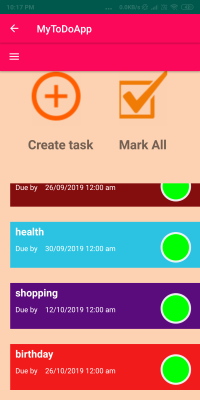 10:17 PM ... 0.0KB/s
MyToDoApp
Create task Mark All
Due by 26/09/2019 12:00 am
health
Due by 30/09/2019 12:00 am
shopping
Due by 12/10/2019 12:00 am
birthday
Due by 26/10/2019 12:00 am